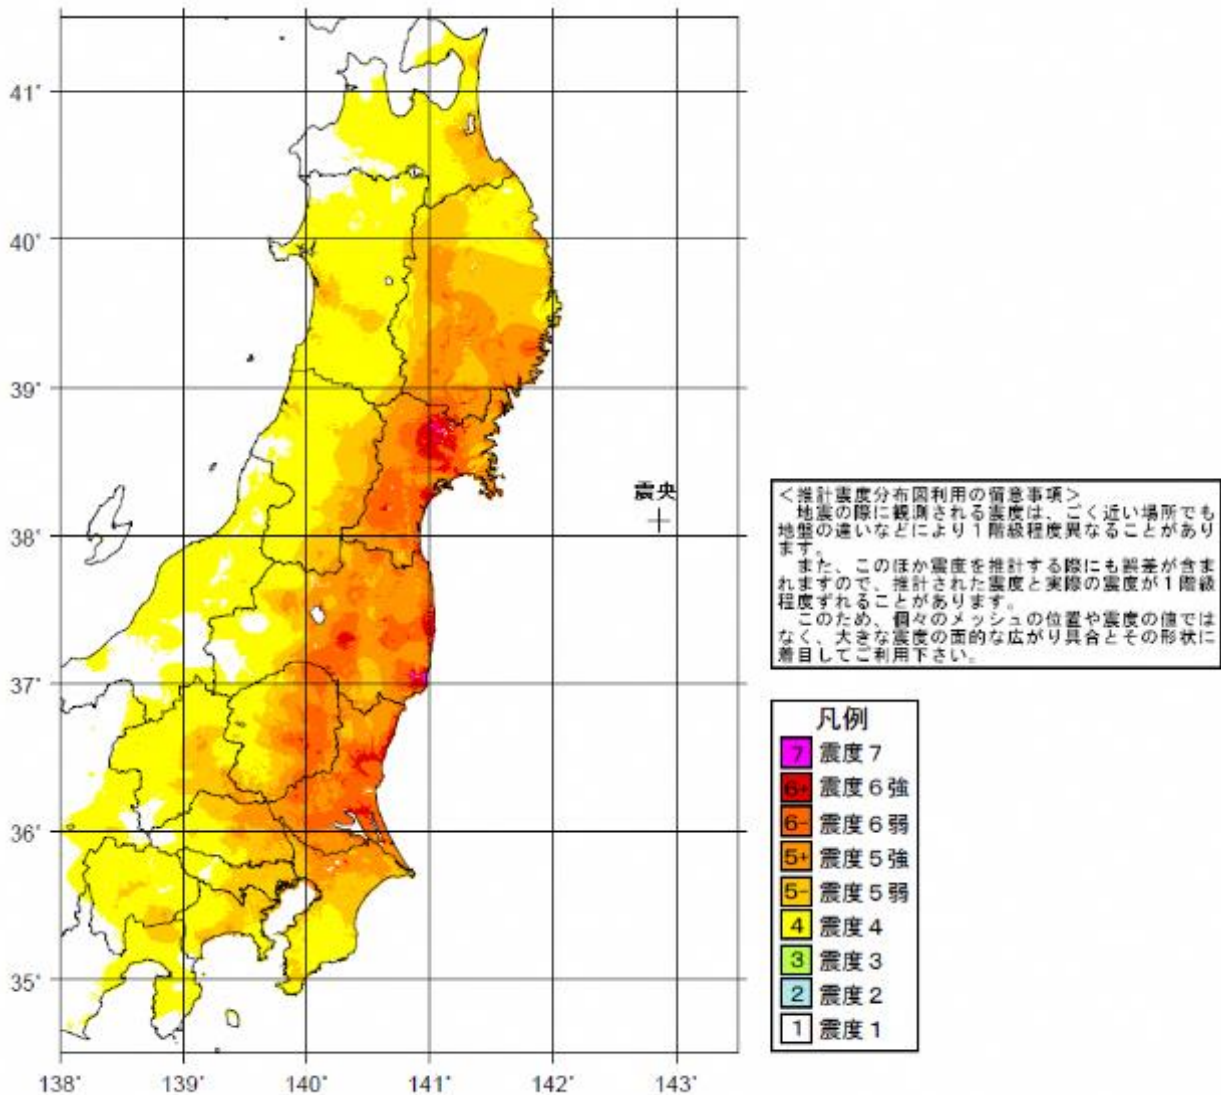 41°
40°
39°
38°
37°
36°
35°
138°
139°
140°
141°
142°
143°
震央
＜推計震度分布図利用の留意事項＞
地震の際に観測される震度は、ごく近い場所でも
地盤の違いなどにより１階級程度異なることがあり
ます。
また、このほか震度を推計する際にも誤差が含ま
れますので、推計された震度と実際の震度が１階級
程度ずれることがあります。
このため、個々のメッシュの位置や震度の値では
なく、大きな震度の面的な広がり具合とその形状に
着目してご利用下さい。
凡例
7 震度７
6+ 震度６強
6- 震度６弱
5+ 震度５強
5- 震度５弱
4 震度４
3 震度３
2 震度２
1 震度１